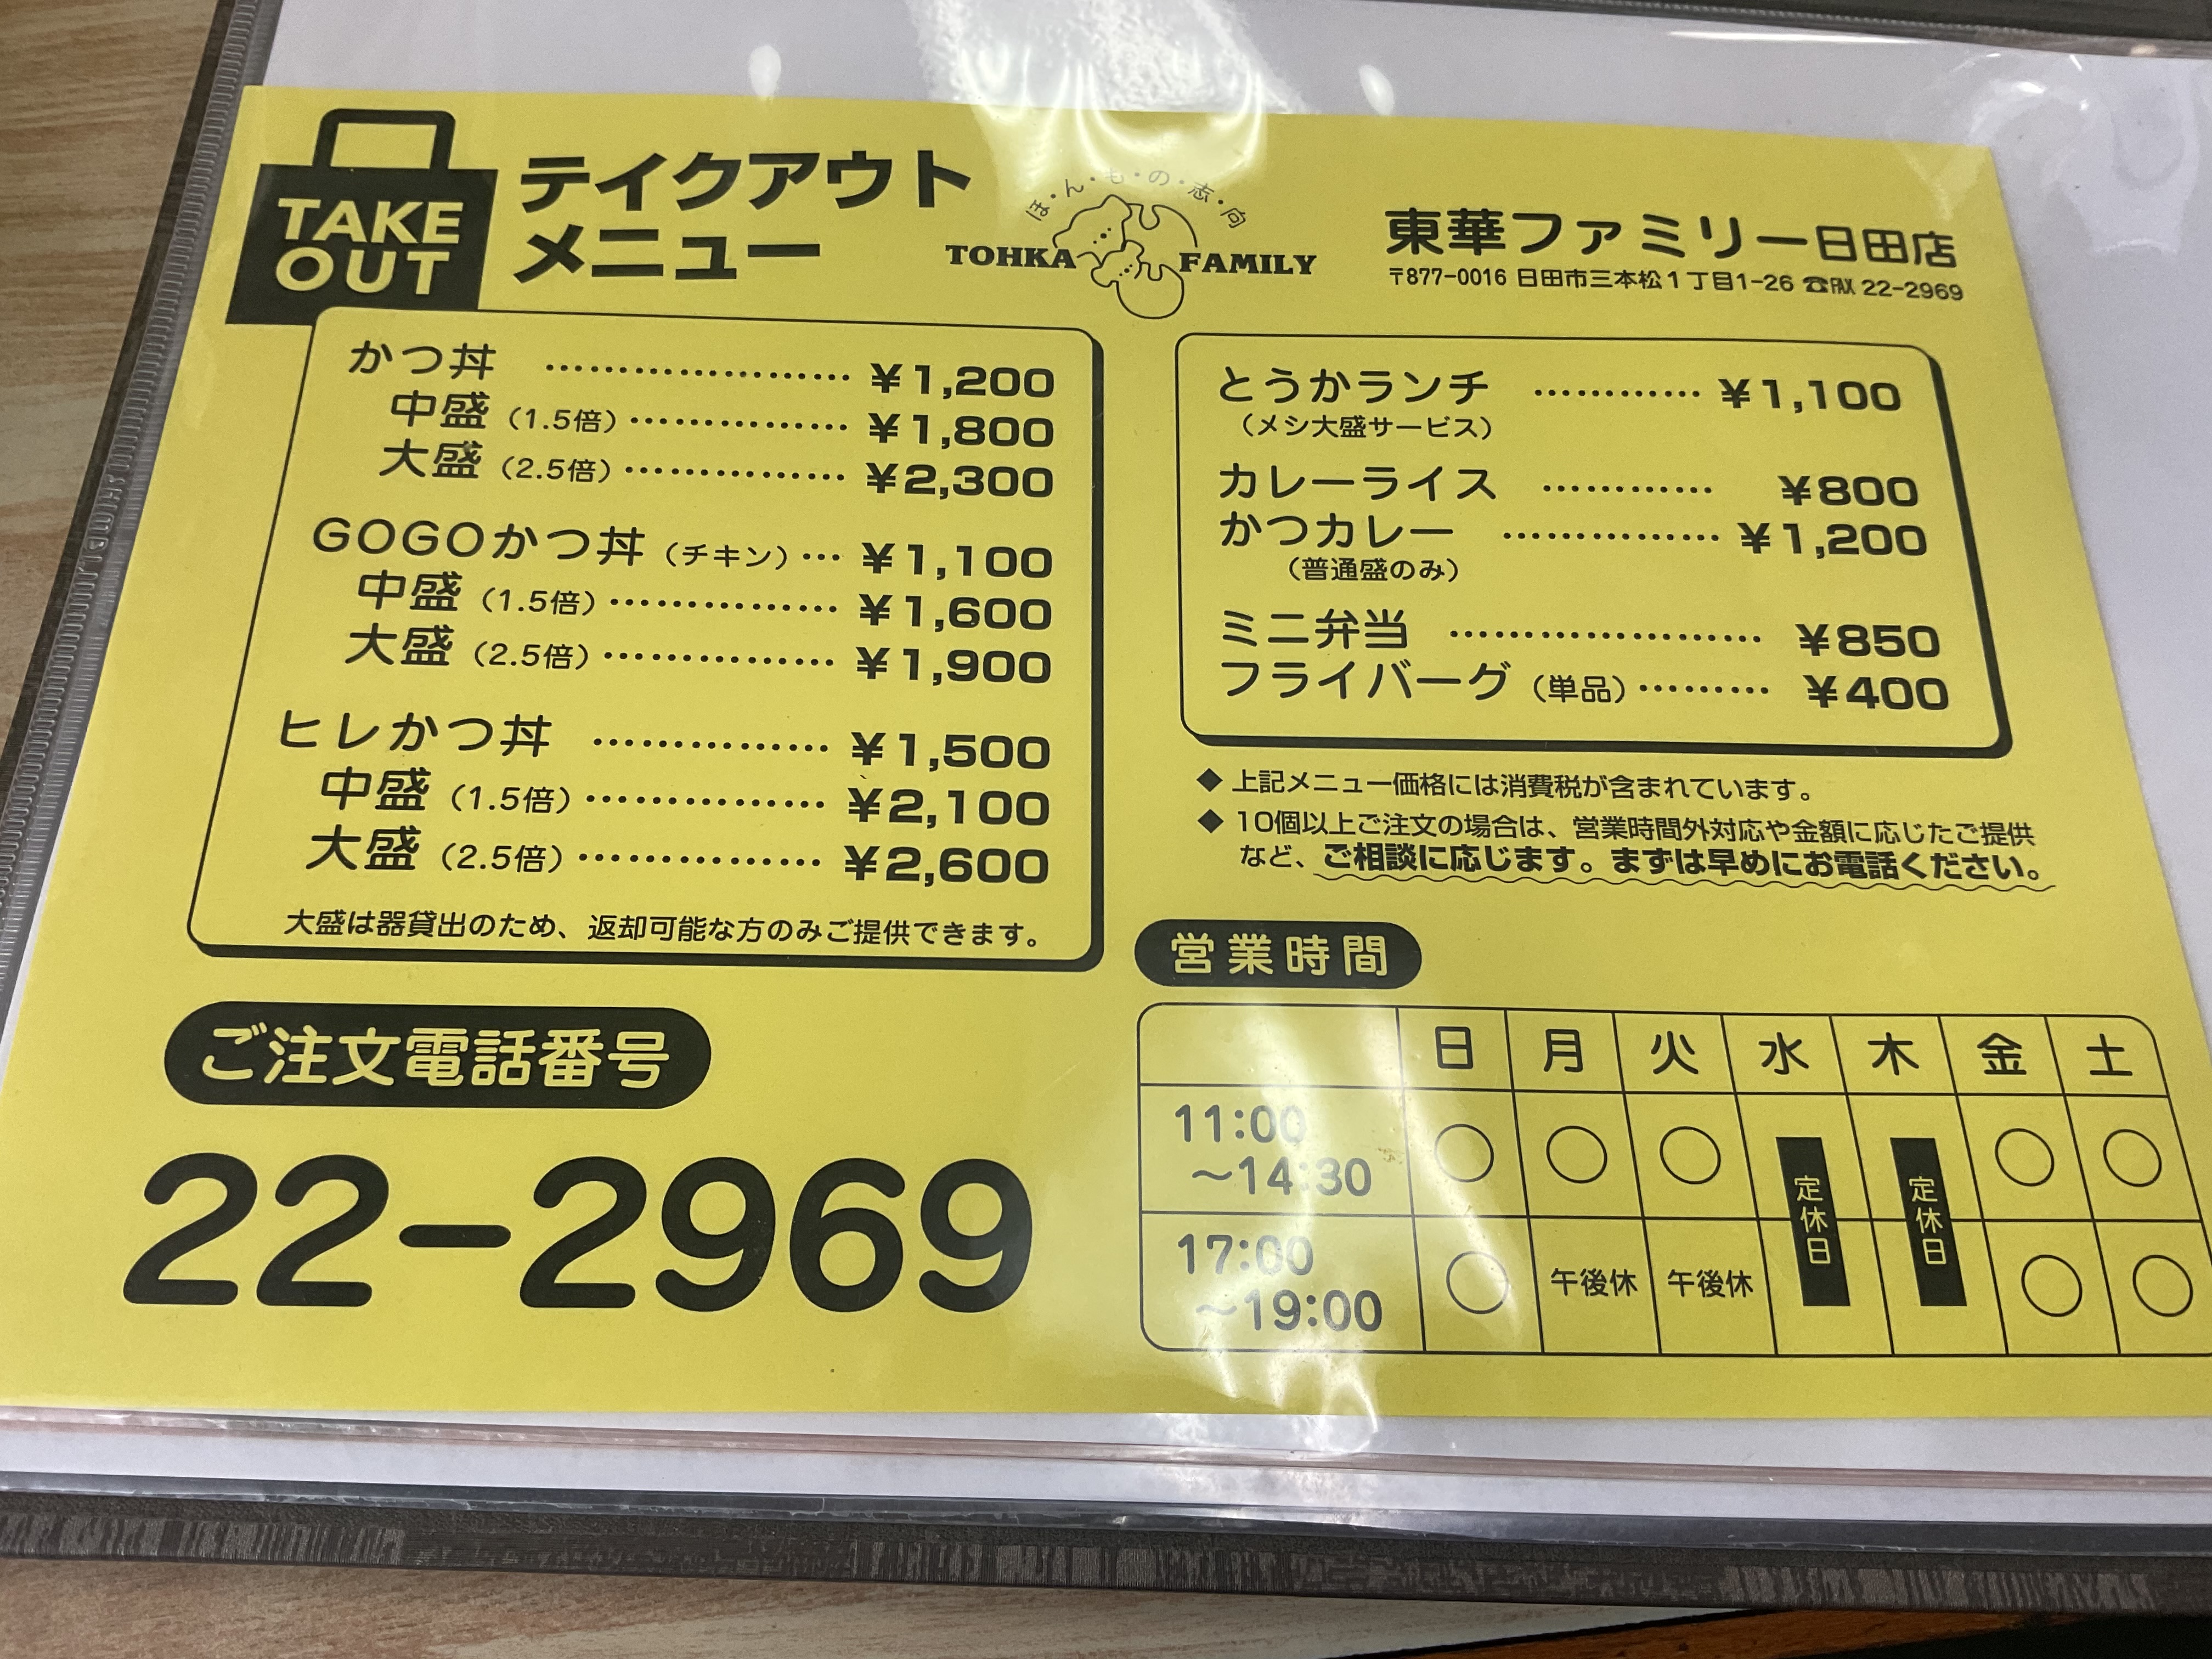 TAKE
OUT
テイクアウト
メニュー
ほ・ん・も・の・志・向
TOHKA FAMILY
東華ファミリー日田店
〒877-0016 日田市三本松1丁目1-26 ☎FAX 22-2969
かつ丼 ………………… ¥1,200
中盛(1.5倍)…………… ¥1,800
大盛(2.5倍)…………… ¥2,300
GOGOかつ丼(チキン)… ¥1,100
中盛(1.5倍)…………… ¥1,600
大盛(2.5倍)…………… ¥1,900
ヒレかつ丼 …………… ¥1,500
中盛(1.5倍)…………… ¥2,100
大盛(2.5倍)…………… ¥2,600
大盛は器貸出のため、返却可能な方のみご提供できます。
とうかランチ ………… ¥1,100
(メシ大盛サービス)
カレーライス ………… ¥800
かつカレー …………… ¥1,200
(普通盛のみ)
ミニ弁当 ………………… ¥850
フライバーグ(単品)……… ¥400
◆上記メニュー価格には消費税が含まれています。
◆10個以上ご注文の場合は、営業時間外対応や金額に応じたご提供
など、ご相談に応じます。まずは早めにお電話ください。
ご注文電話番号
22-2969
営業時間
日 月 火 水 木 金 土
11:00
〜14:30 ○ ○ ○ 定休日 定休日 ○ ○
17:00
〜19:00 ○ 午後休 午後休 ○ ○